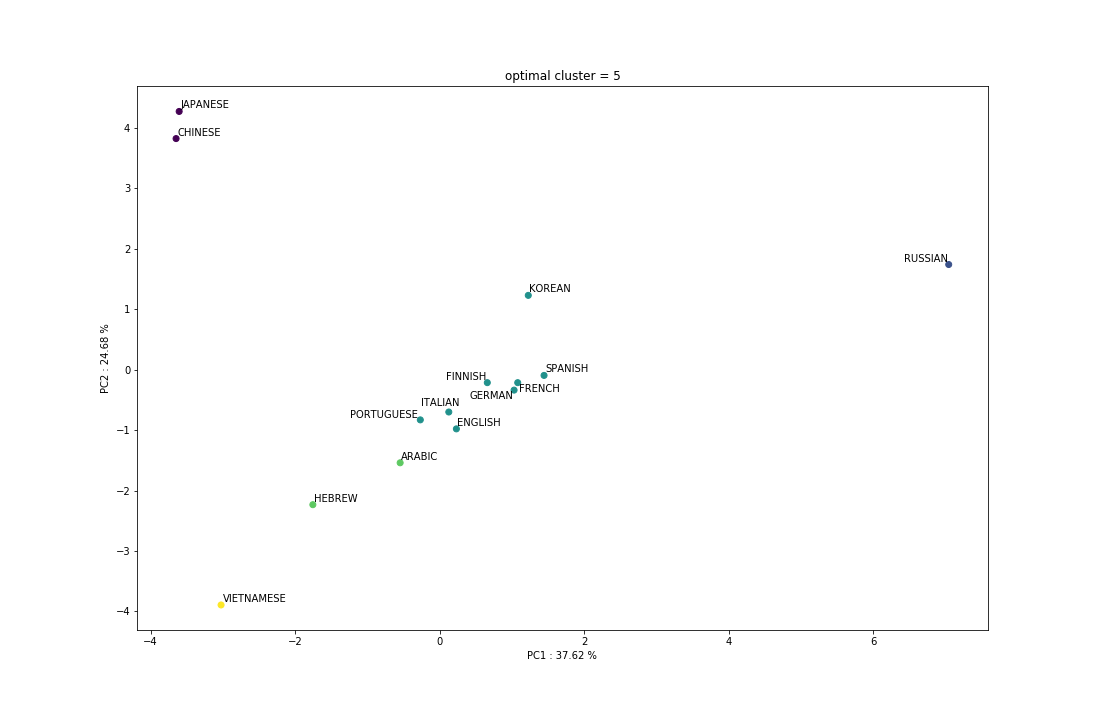 optimal cluster = 5
JAPANESE
CHINESE
RUSSIAN
KOREAN
SPANISH
FINNISH
FRENCH
GERMAN
ITALIAN
PORTUGUESE
ENGLISH
ARABIC
HEBREW
VIETNAMESE
4
3
2
1
0
−1
−2
−3
−4
PC2 : 24.68 %
−4 −2 0 2 4 6
PC1 : 37.62 %